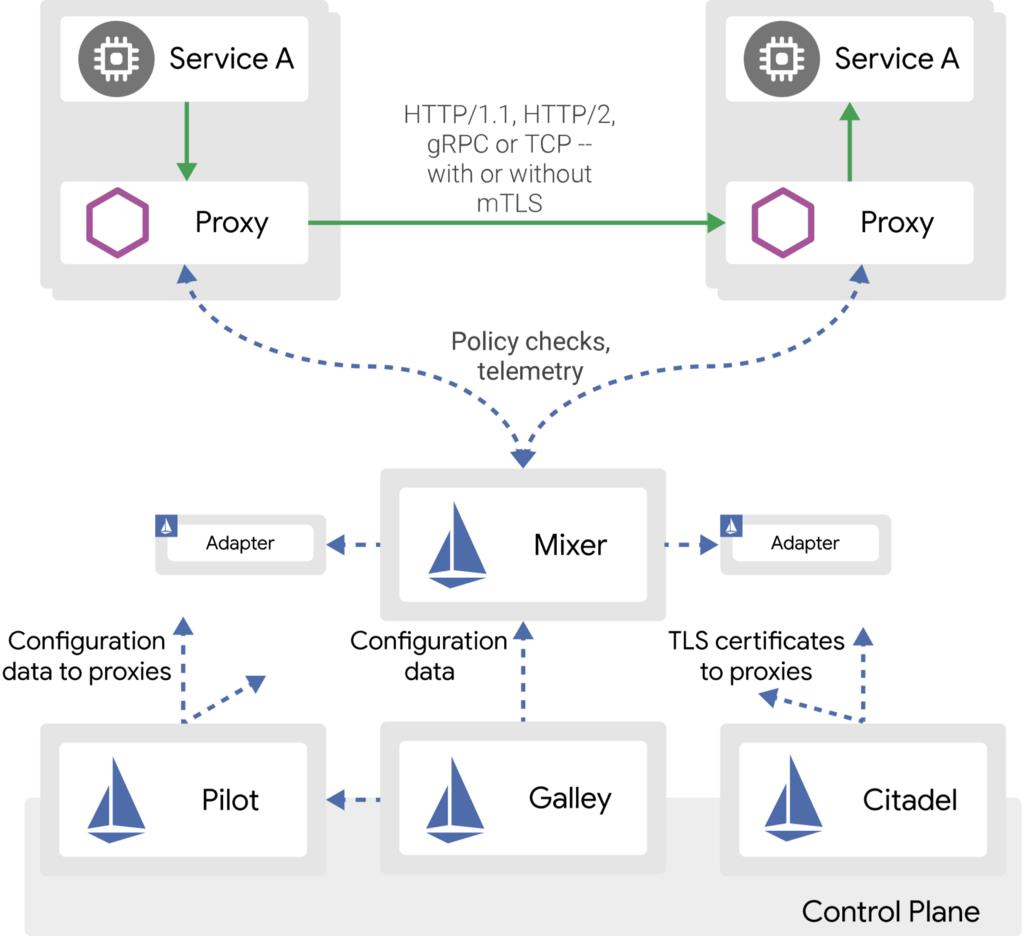 Service A
Service A
HTTP/1.1, HTTP/2,
gRPC or TCP --
with or without
mTLS
Proxy
Proxy
Policy checks,
telemetry
Mixer
Adapter
Adapter
Configuration
data to proxies
Configuration
data
TLS certificates
to proxies
Pilot
Galley
Citadel
Control Plane